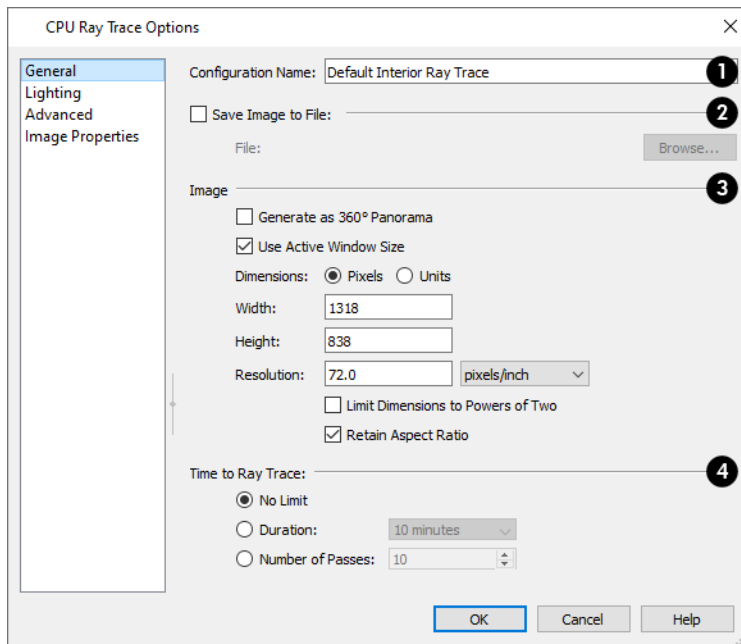 CPU Ray Trace Options
General
Lighting
Advanced
Image Properties
Configuration Name: Default Interior Ray Trace 1
Save Image to File: 2
File: Browse...
Image 3
Generate as 360° Panorama
Use Active Window Size
Dimensions: Pixels Units
Width: 1318
Height: 838
Resolution: 72.0 pixels/inch
Limit Dimensions to Powers of Two
Retain Aspect Ratio
Time to Ray Trace: 4
No Limit
Duration: 10 minutes
Number of Passes: 10
OK Cancel Help